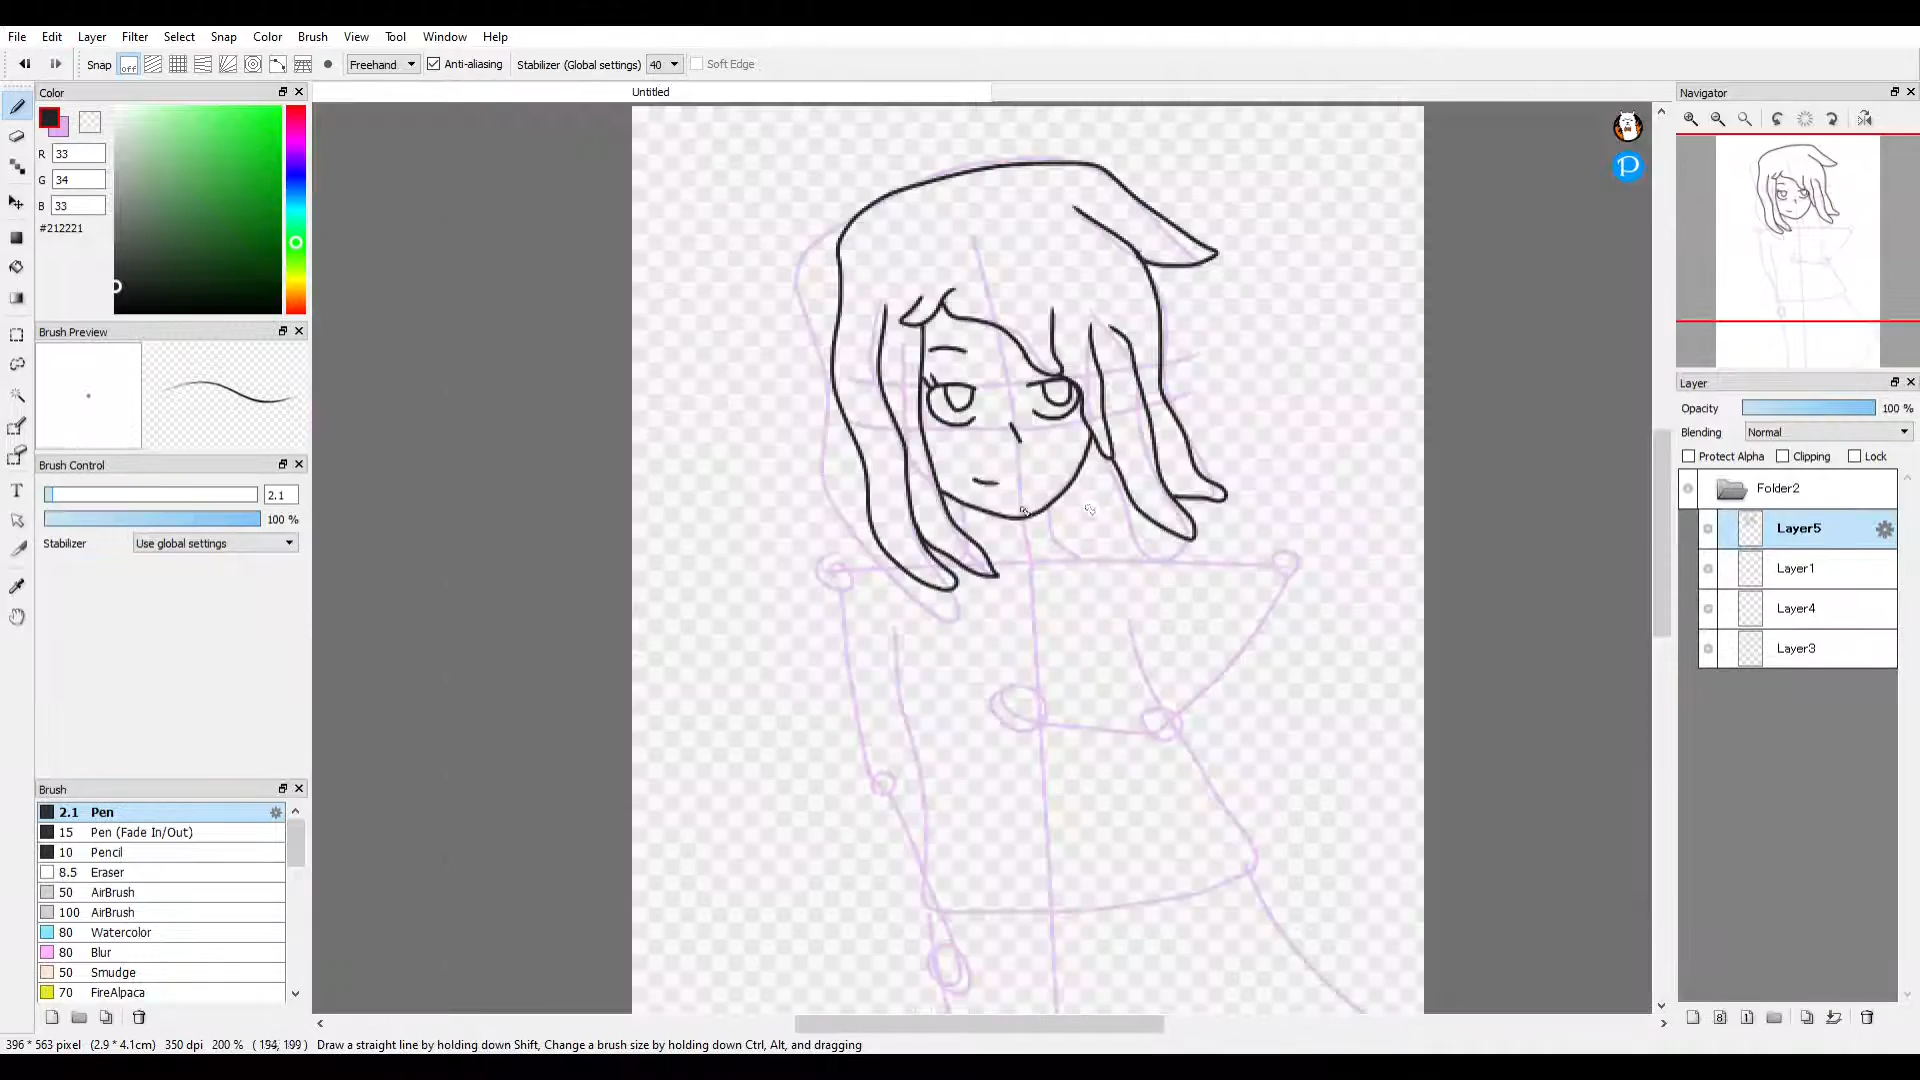 File Edit Layer Filter Select Snap Color Brush View Tool Window Help
Snap off Freehand Anti-aliasing Stabilizer (Global settings) 40 Soft Edge
Color
Untitled
Navigator
R 33
G 34
B 33
#212221
Brush Preview
Layer
Opacity 100 %
Blending Normal
Protect Alpha Clipping Lock
Brush Control
2.1
100 %
Stabilizer Use global settings
Folder2
Layer5
Layer1
Layer4
Layer3
Brush
2.1 Pen
15 Pen (Fade In/Out)
10 Pencil
8.5 Eraser
50 AirBrush
100 AirBrush
80 Watercolor
80 Blur
50 Smudge
70 FireAlpaca
396 * 563 pixel (2.9 * 4.1cm) 350 dpi 200 % ( 194, 199 ) Draw a straight line by holding down Shift, Change a brush size by holding down Ctrl, Alt, and dragging